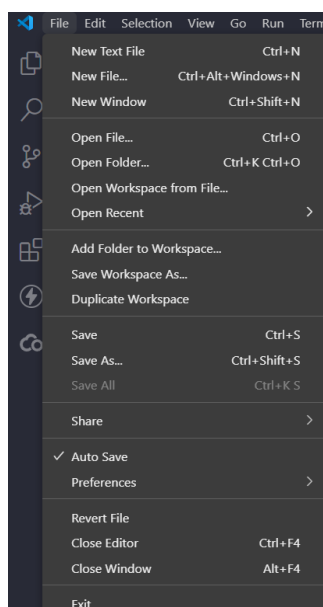 File Edit Selection View Go Run
New Text File Ctrl+N
New File... Ctrl+Alt+Windows+N
New Window Ctrl+Shift+N
Open File... Ctrl+O
Open Folder... Ctrl+K Ctrl+O
Open Workspace from File...
Open Recent
Add Folder to Workspace...
Save Workspace As...
Duplicate Workspace
Save Ctrl+S
Save As... Ctrl+Shift+S
Save All Ctrl+K S
Share
Auto Save
Preferences
Revert File
Close Editor Ctrl+F4
Close Window Alt+F4
Exit